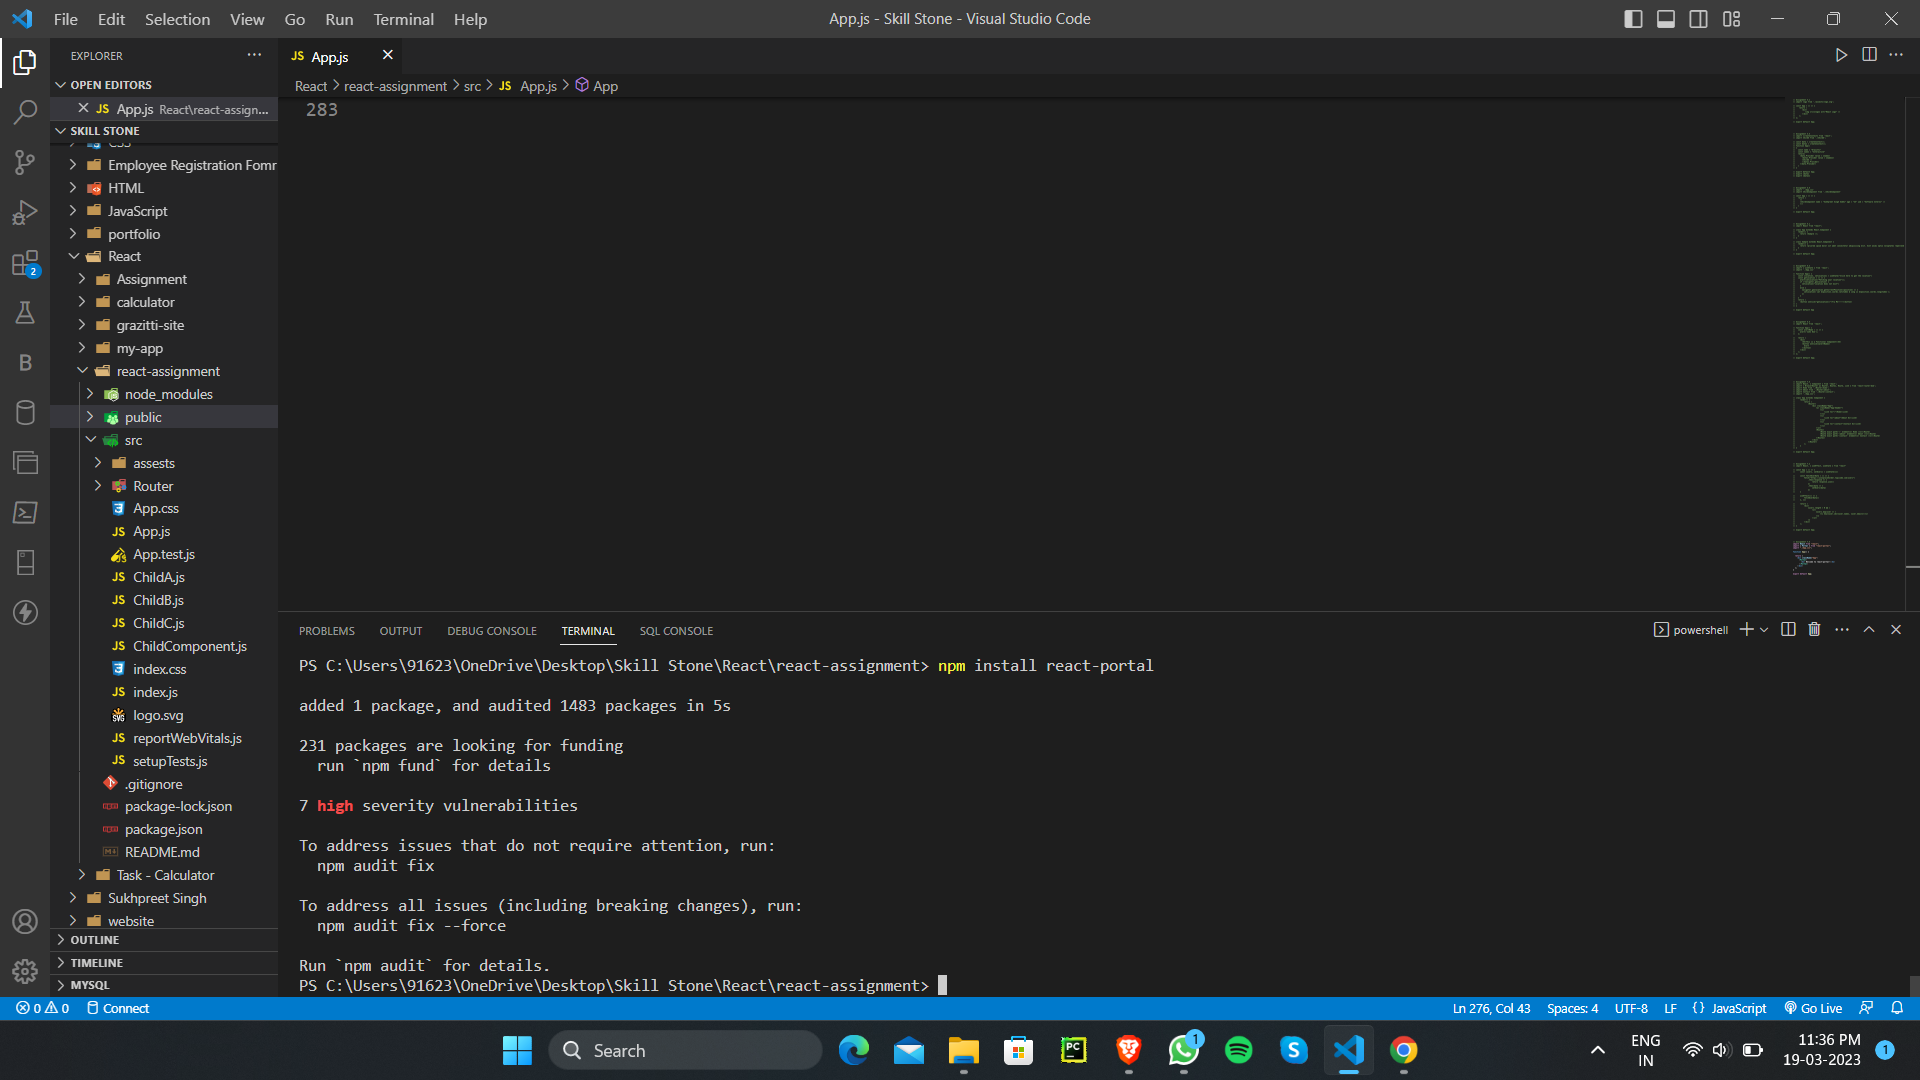 File Edit Selection View Go Run Terminal Help
App.js - Skill Stone - Visual Studio Code
EXPLORER
OPEN EDITORS
JS App.js React\react-assign...
SKILL STONE
CSS
Employee Registration Fomr
HTML
JavaScript
portfolio
React
Assignment
calculator
grazitti-site
my-app
react-assignment
node_modules
public
src
assests
Router
App.css
JS App.js
App.test.js
JS ChildA.js
JS ChildB.js
JS ChildC.js
JS ChildComponent.js
index.css
JS index.js
logo.svg
JS reportWebVitals.js
JS setupTests.js
.gitignore
package-lock.json
package.json
README.md
Task - Calculator
Sukhpreet Singh
website
OUTLINE
TIMELINE
MYSQL
JS App.js
React > react-assignment > src > JS App.js > App
283
PROBLEMS OUTPUT DEBUG CONSOLE TERMINAL SQL CONSOLE
powershell
PS C:\Users\91623\OneDrive\Desktop\Skill Stone\React\react-assignment> npm install react-portal
added 1 package, and audited 1483 packages in 5s
231 packages are looking for funding
run `npm fund` for details
7 high severity vulnerabilities
To address issues that do not require attention, run:
npm audit fix
To address all issues (including breaking changes), run:
npm audit fix --force
Run `npm audit` for details.
PS C:\Users\91623\OneDrive\Desktop\Skill Stone\React\react-assignment>
0 0 Connect
Ln 276, Col 43 Spaces: 4 UTF-8 LF { } JavaScript Go Live
Search
ENG
IN
11:36 PM
19-03-2023
1